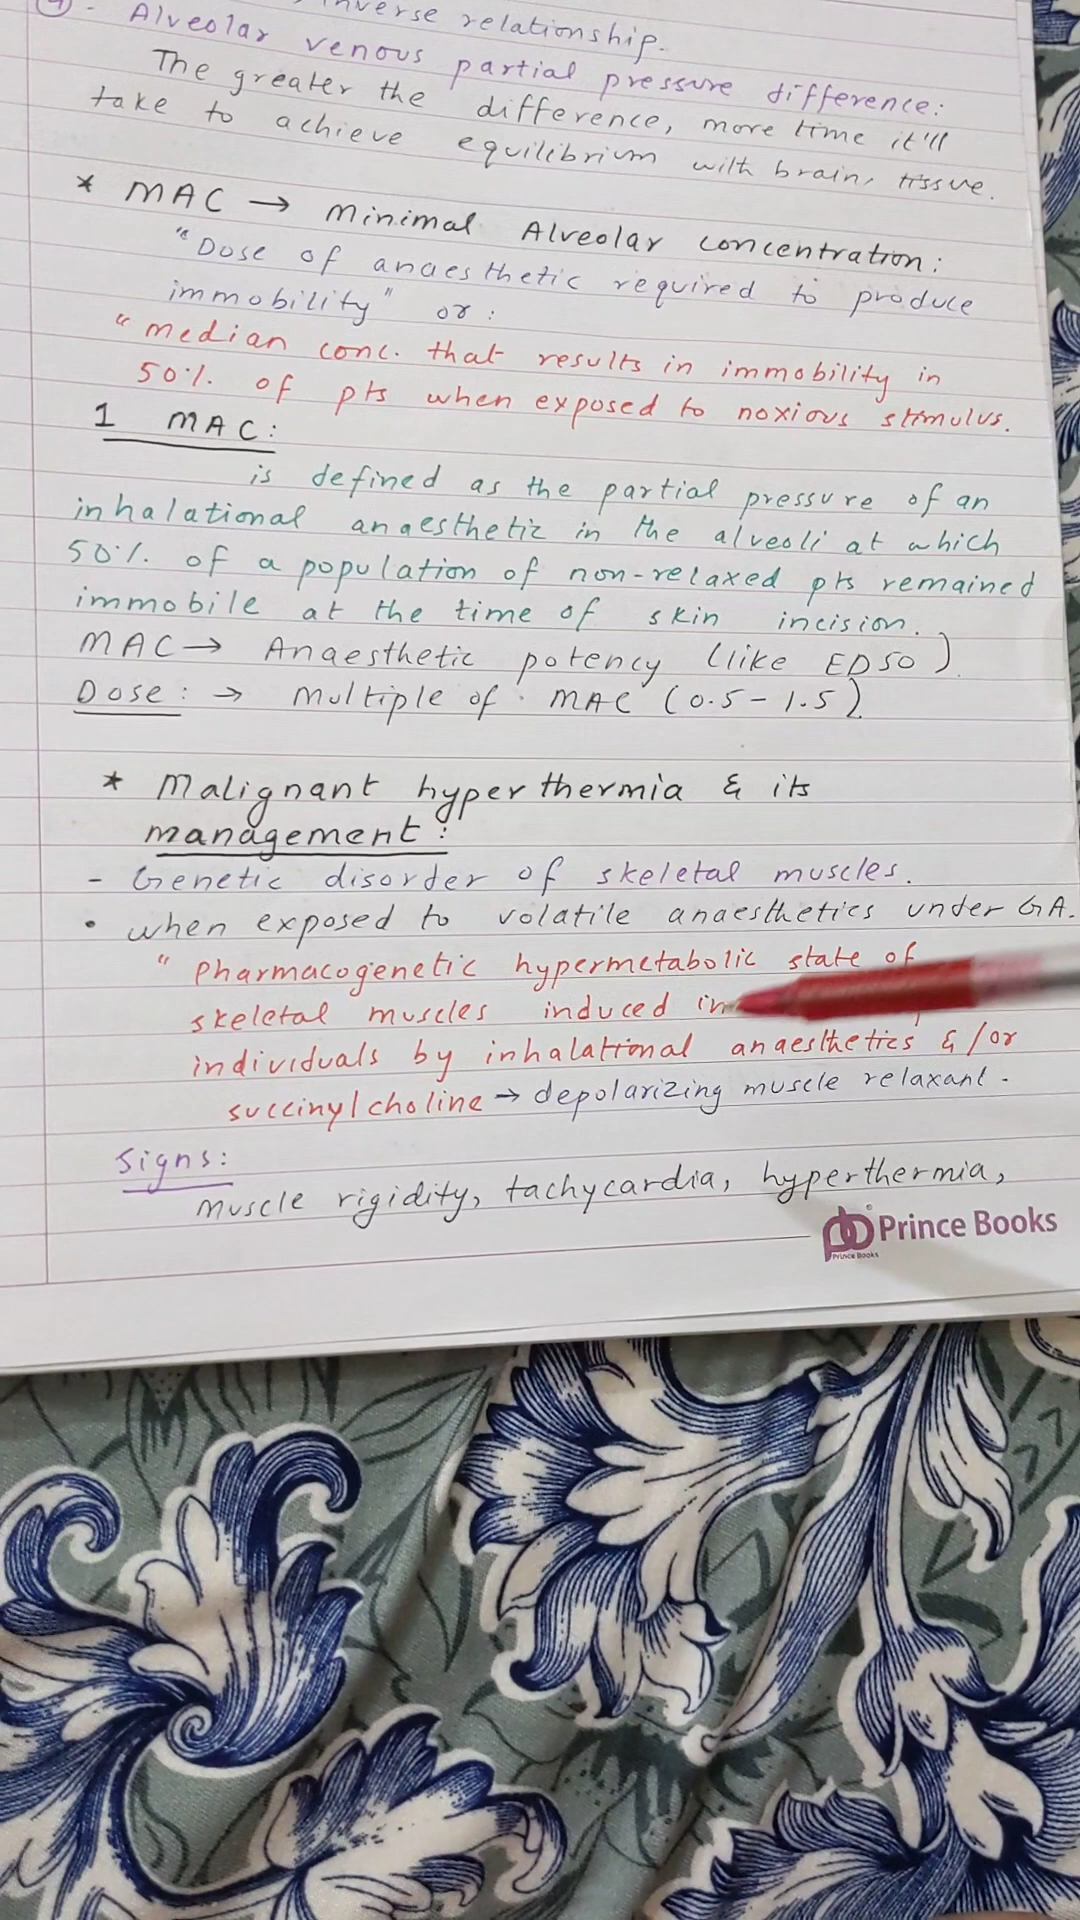 ④. inverse relationship.
Alveolar venous partial pressure difference:
The greater the difference, more time it'll
take to achieve equilibrium with brain, tissue.
* MAC → Minimal Alveolar concentration:
"Dose of anaesthetic required to produce
immobility" or:
"median conc. that results in immobility in
50% of pts when exposed to noxious stimulus.
1 MAC:
is defined as the partial pressure of an
inhalational anaesthetic in the alveoli at which
50% of a population of non-relaxed pts remained
immobile at the time of skin incision.
MAC → Anaesthetic potency (like ED50)
Dose: → Multiple of MAC (0.5 - 1.5)
* Malignant hyperthermia & its
management:
- Genetic disorder of skeletal muscles.
• when exposed to volatile anaesthetics under GA.
"Pharmacogenetic hypermetabolic state of
skeletal muscles induced in
individuals by inhalational anaesthetics & /or
succinylcholine → depolarizing muscle relaxant.
Signs:
muscle rigidity, tachycardia, hyperthermia,
Prince Books
Prince Books